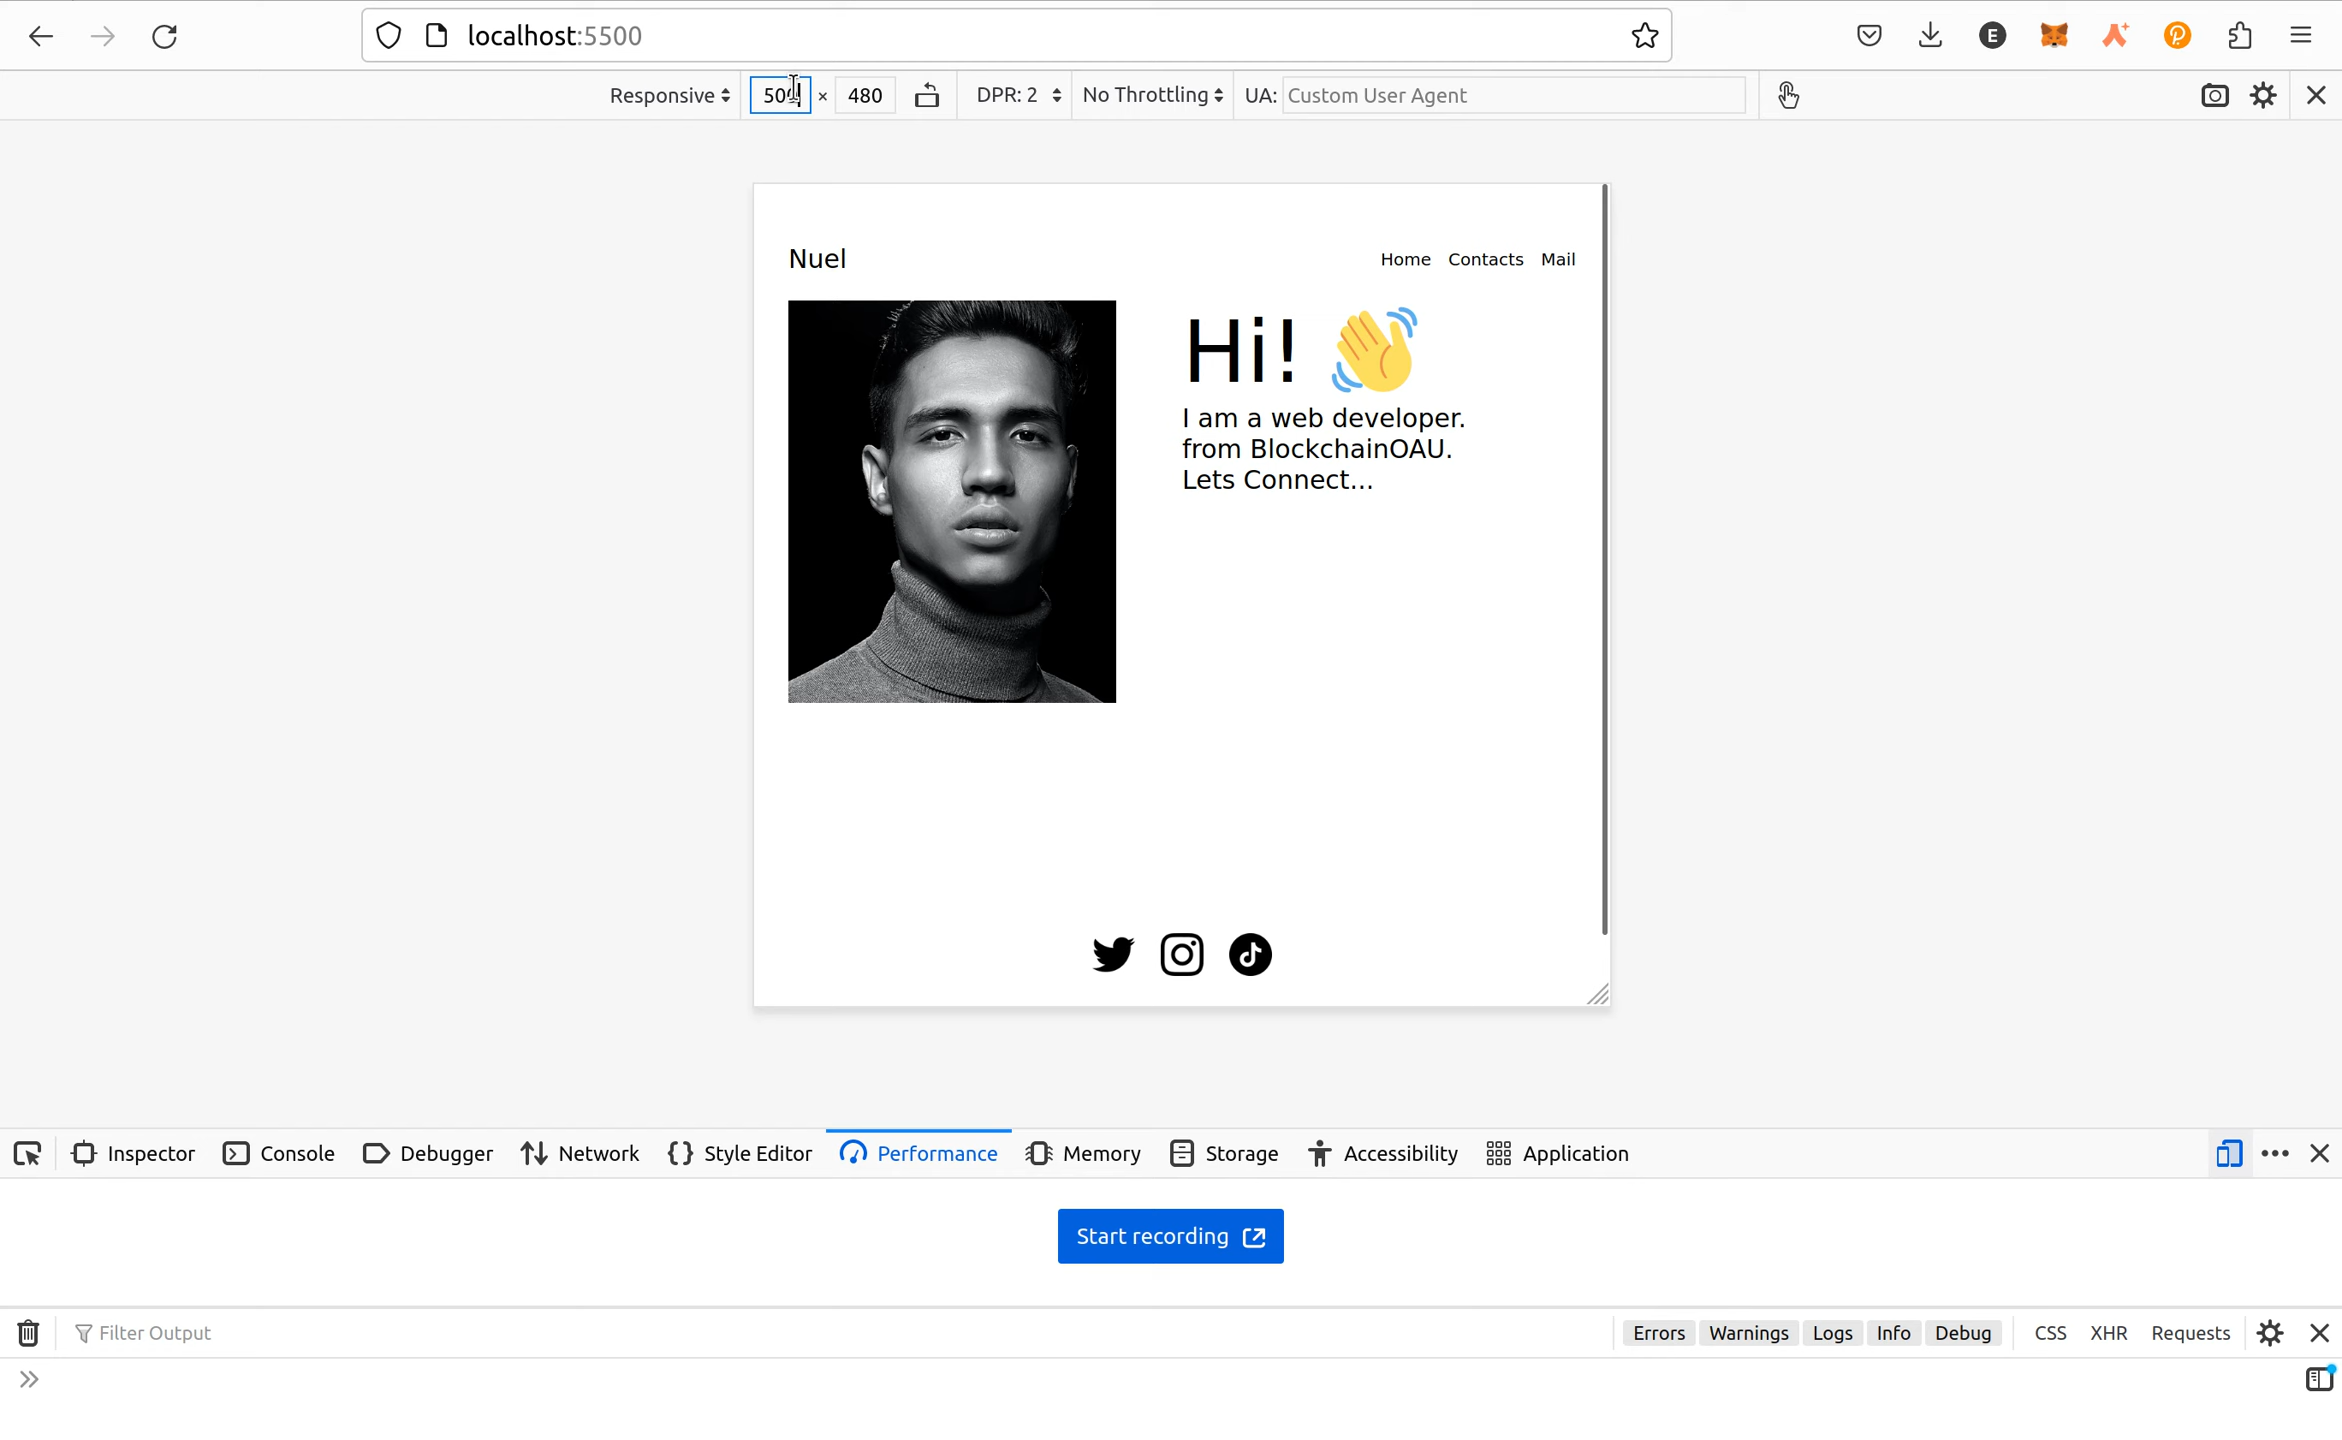 localhost:5500
Responsive
× 480
DPR: 2
No Throttling
UA: Custom User Agent
Nuel
Home Contacts Mail
Hi! 👋
I am a web developer.
from BlockchainOAU.
Lets Connect...
Inspector
Console
Debugger
Network
Style Editor
Performance
Memory
Storage
Accessibility
Application
Start recording
Filter Output
Errors Warnings Logs Info Debug CSS XHR Requests